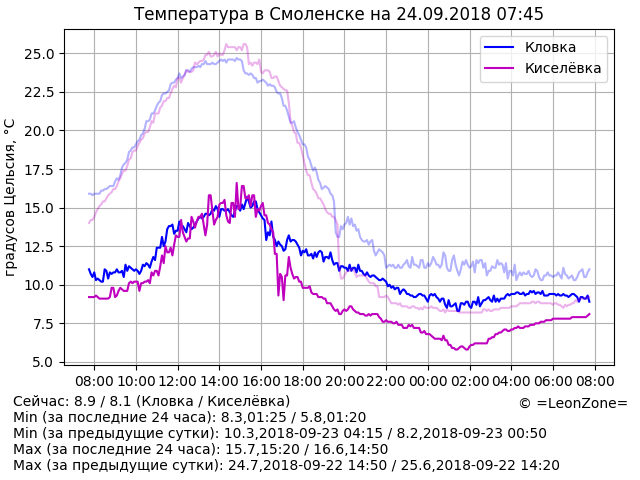 Температура в Смоленске на 24.09.2018 07:45
Кловка
Киселёвка
градусов Цельсия, °C
25.0
22.5
20.0
17.5
15.0
12.5
10.0
7.5
5.0
08:00 10:00 12:00 14:00 16:00 18:00 20:00 22:00 00:00 02:00 04:00 06:00 08:00
Сейчас: 8.9 / 8.1 (Кловка / Киселёвка)
© =LeonZone=
Min (за последние 24 часа): 8.3,01:25 / 5.8,01:20
Min (за предыдущие сутки): 10.3,2018-09-23 04:15 / 8.2,2018-09-23 00:50
Max (за последние 24 часа): 15.7,15:20 / 16.6,14:50
Max (за предыдущие сутки): 24.7,2018-09-22 14:50 / 25.6,2018-09-22 14:20